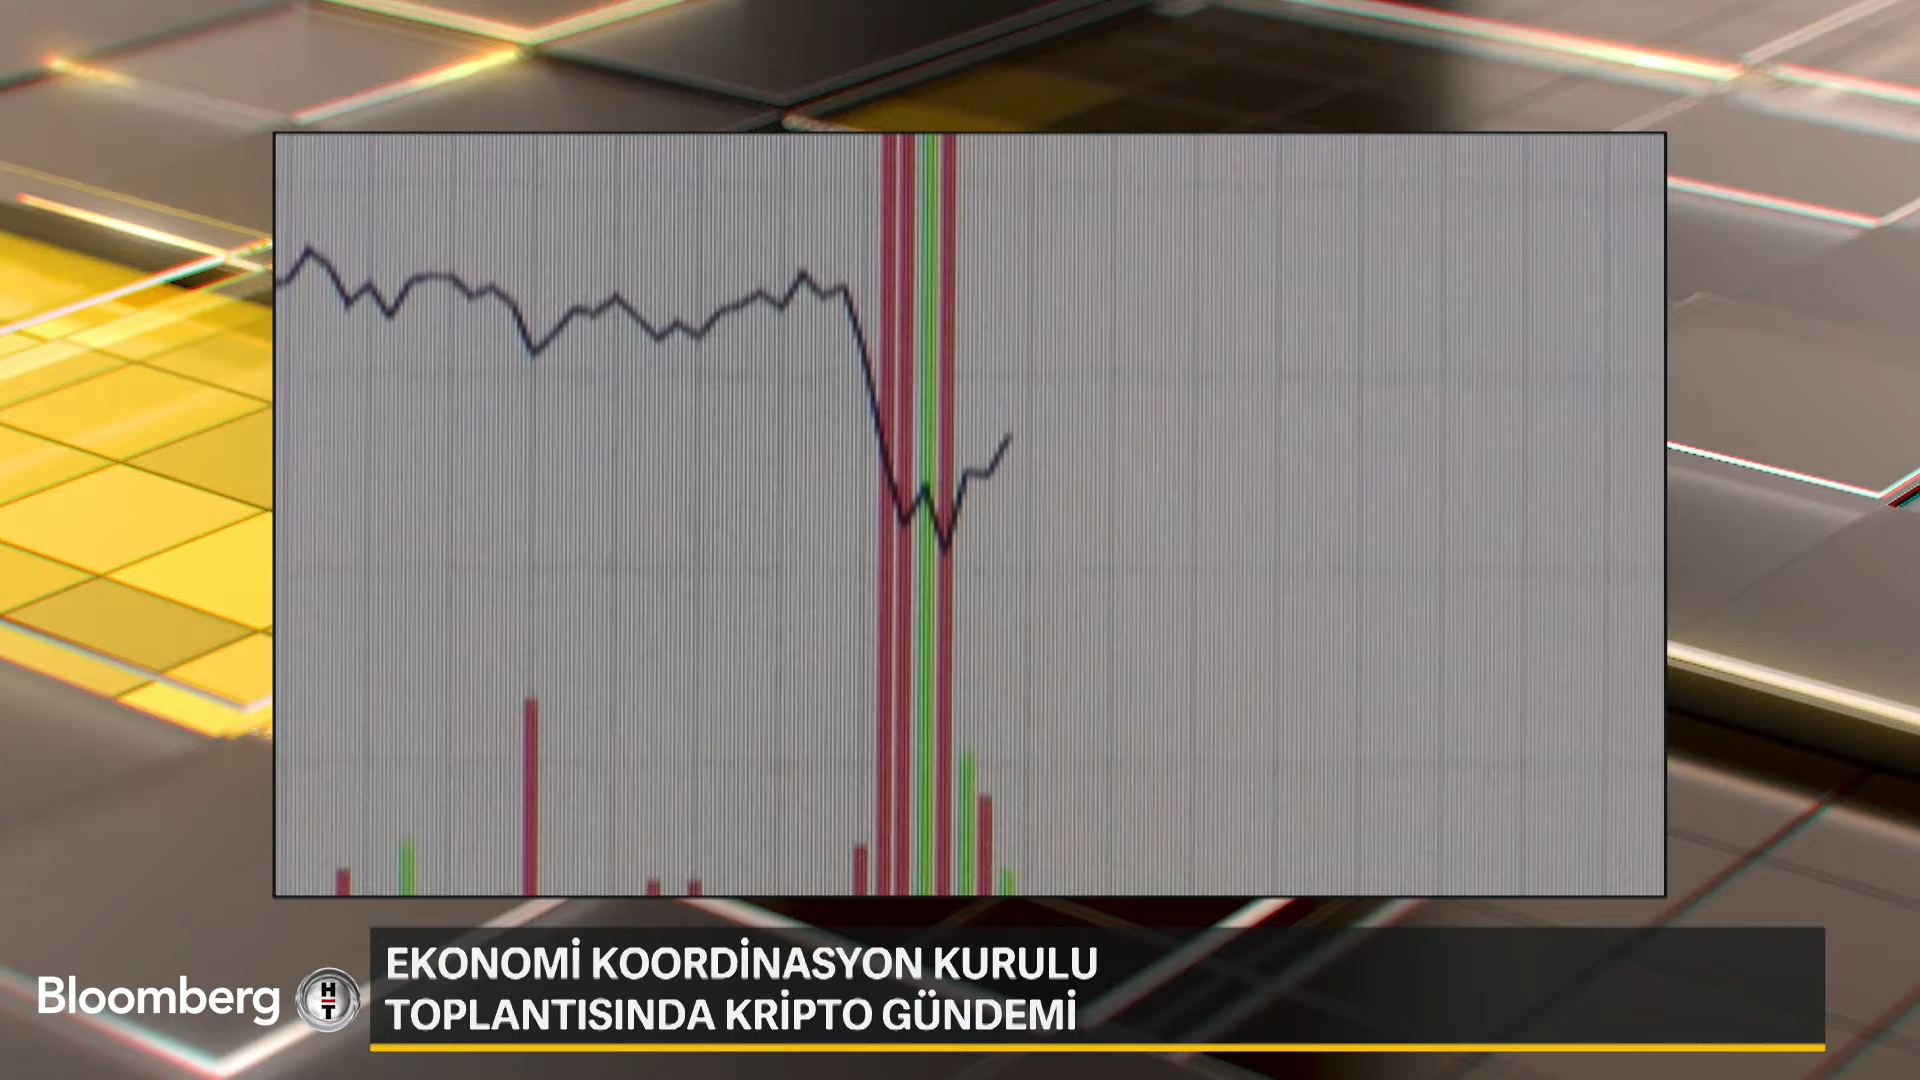 EKONOMİ KOORDİNASYON KURULU
TOPLANTISINDA KRİPTO GÜNDEMİ
Bloomberg HT